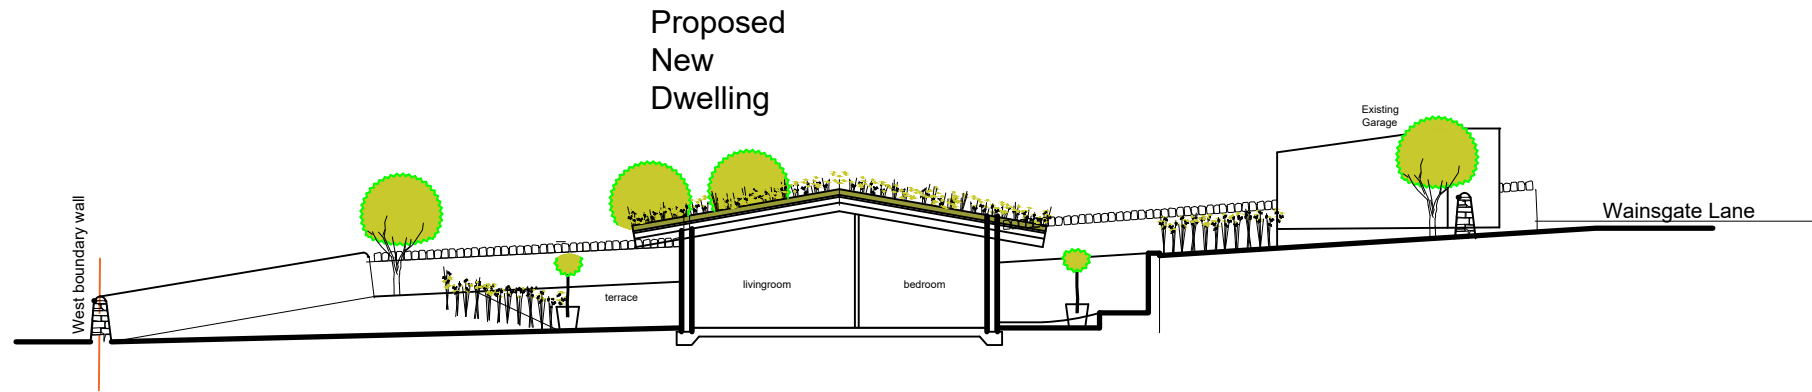 Proposed
New
Dwelling
Existing
Garage
Wainsgate Lane
West boundary wall
terrace
livingroom
bedroom